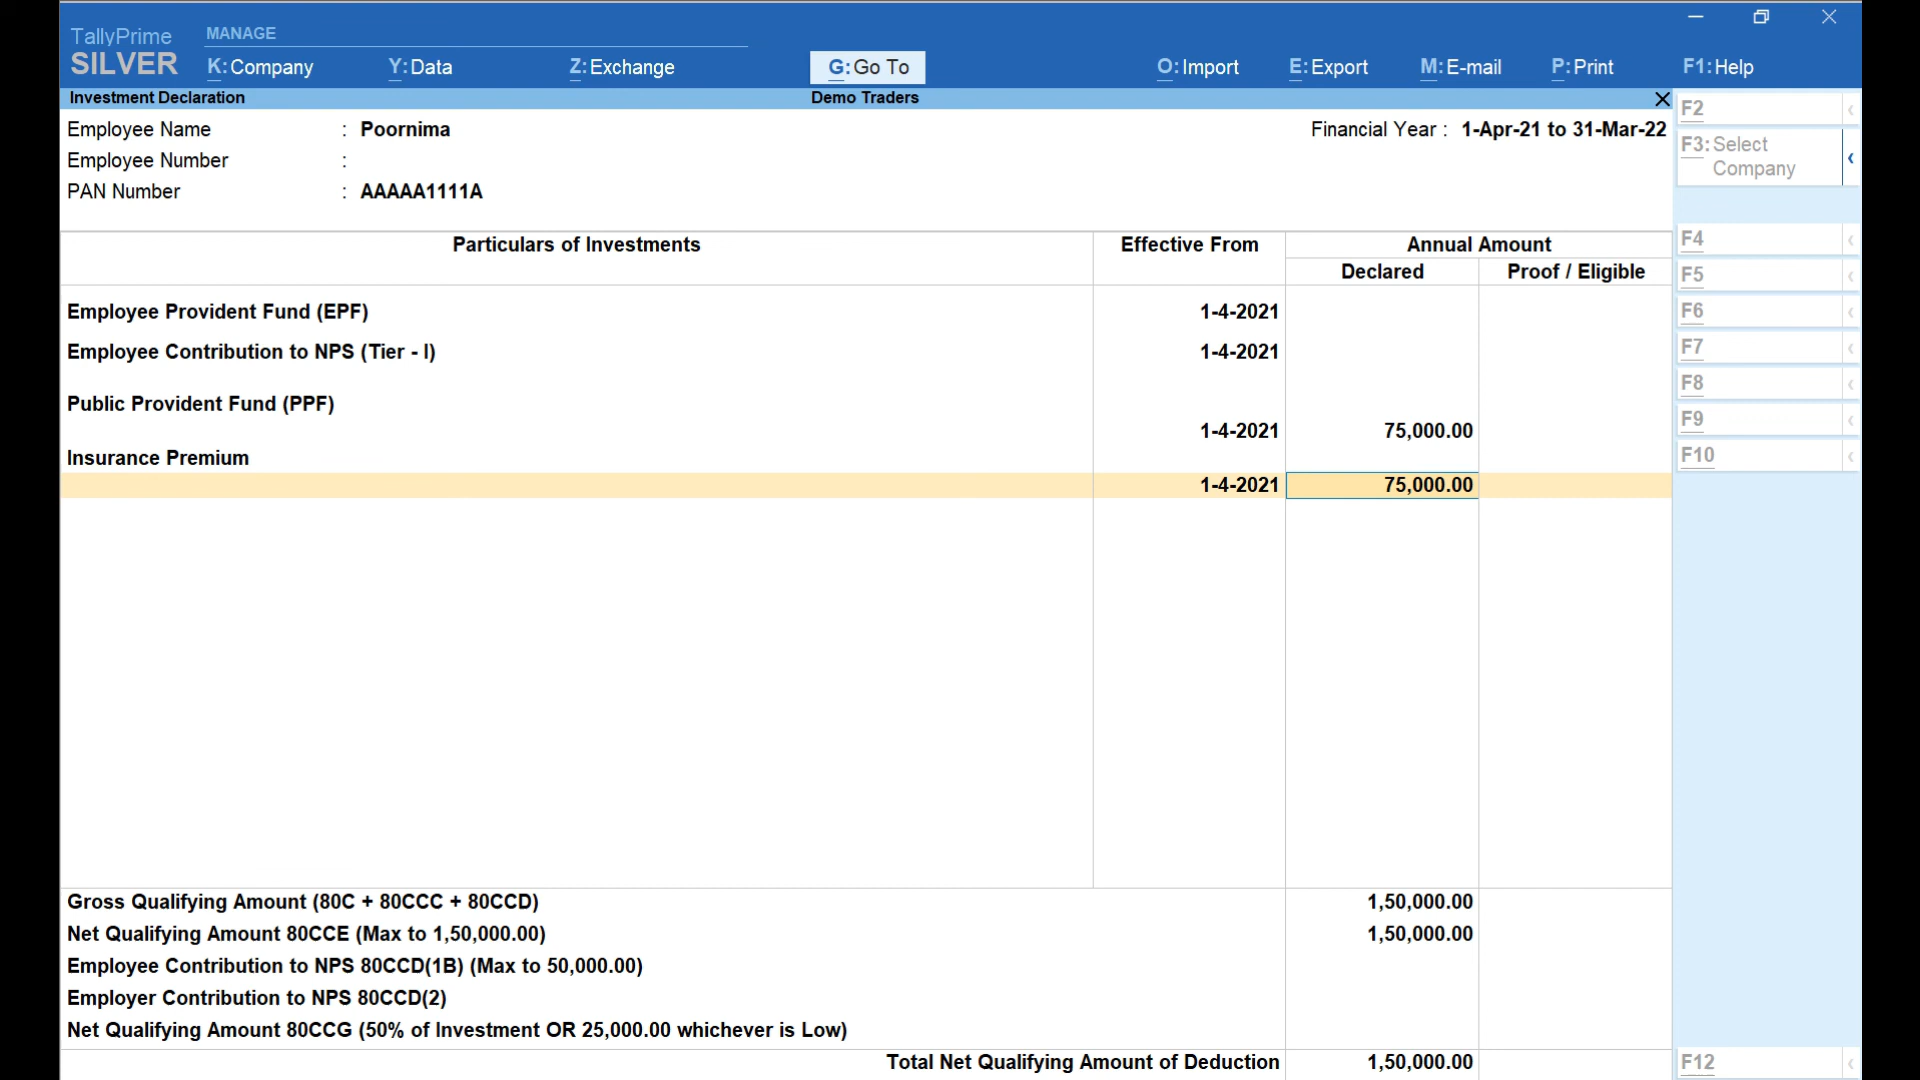 TallyPrime
SILVER
MANAGE
K: Company
Y: Data
Z: Exchange
G: Go To
O: Import
E: Export
M: E-mail
P: Print
F1: Help
Investment Declaration
Demo Traders
Employee Name : Poornima
Financial Year : 1-Apr-21 to 31-Mar-22
Employee Number :
PAN Number : AAAAA1111A
Particulars of Investments
Effective From
Annual Amount
Declared
Proof / Eligible
Employee Provident Fund (EPF) 1-4-2021
Employee Contribution to NPS (Tier - I) 1-4-2021
Public Provident Fund (PPF)
1-4-2021 75,000.00
Insurance Premium
1-4-2021 75,000.00
Gross Qualifying Amount (80C + 80CCC + 80CCD) 1,50,000.00
Net Qualifying Amount 80CCE (Max to 1,50,000.00) 1,50,000.00
Employee Contribution to NPS 80CCD(1B) (Max to 50,000.00)
Employer Contribution to NPS 80CCD(2)
Net Qualifying Amount 80CCG (50% of Investment OR 25,000.00 whichever is Low)
Total Net Qualifying Amount of Deduction 1,50,000.00
F2
F3: Select
Company
F4
F5
F6
F7
F8
F9
F10
F12